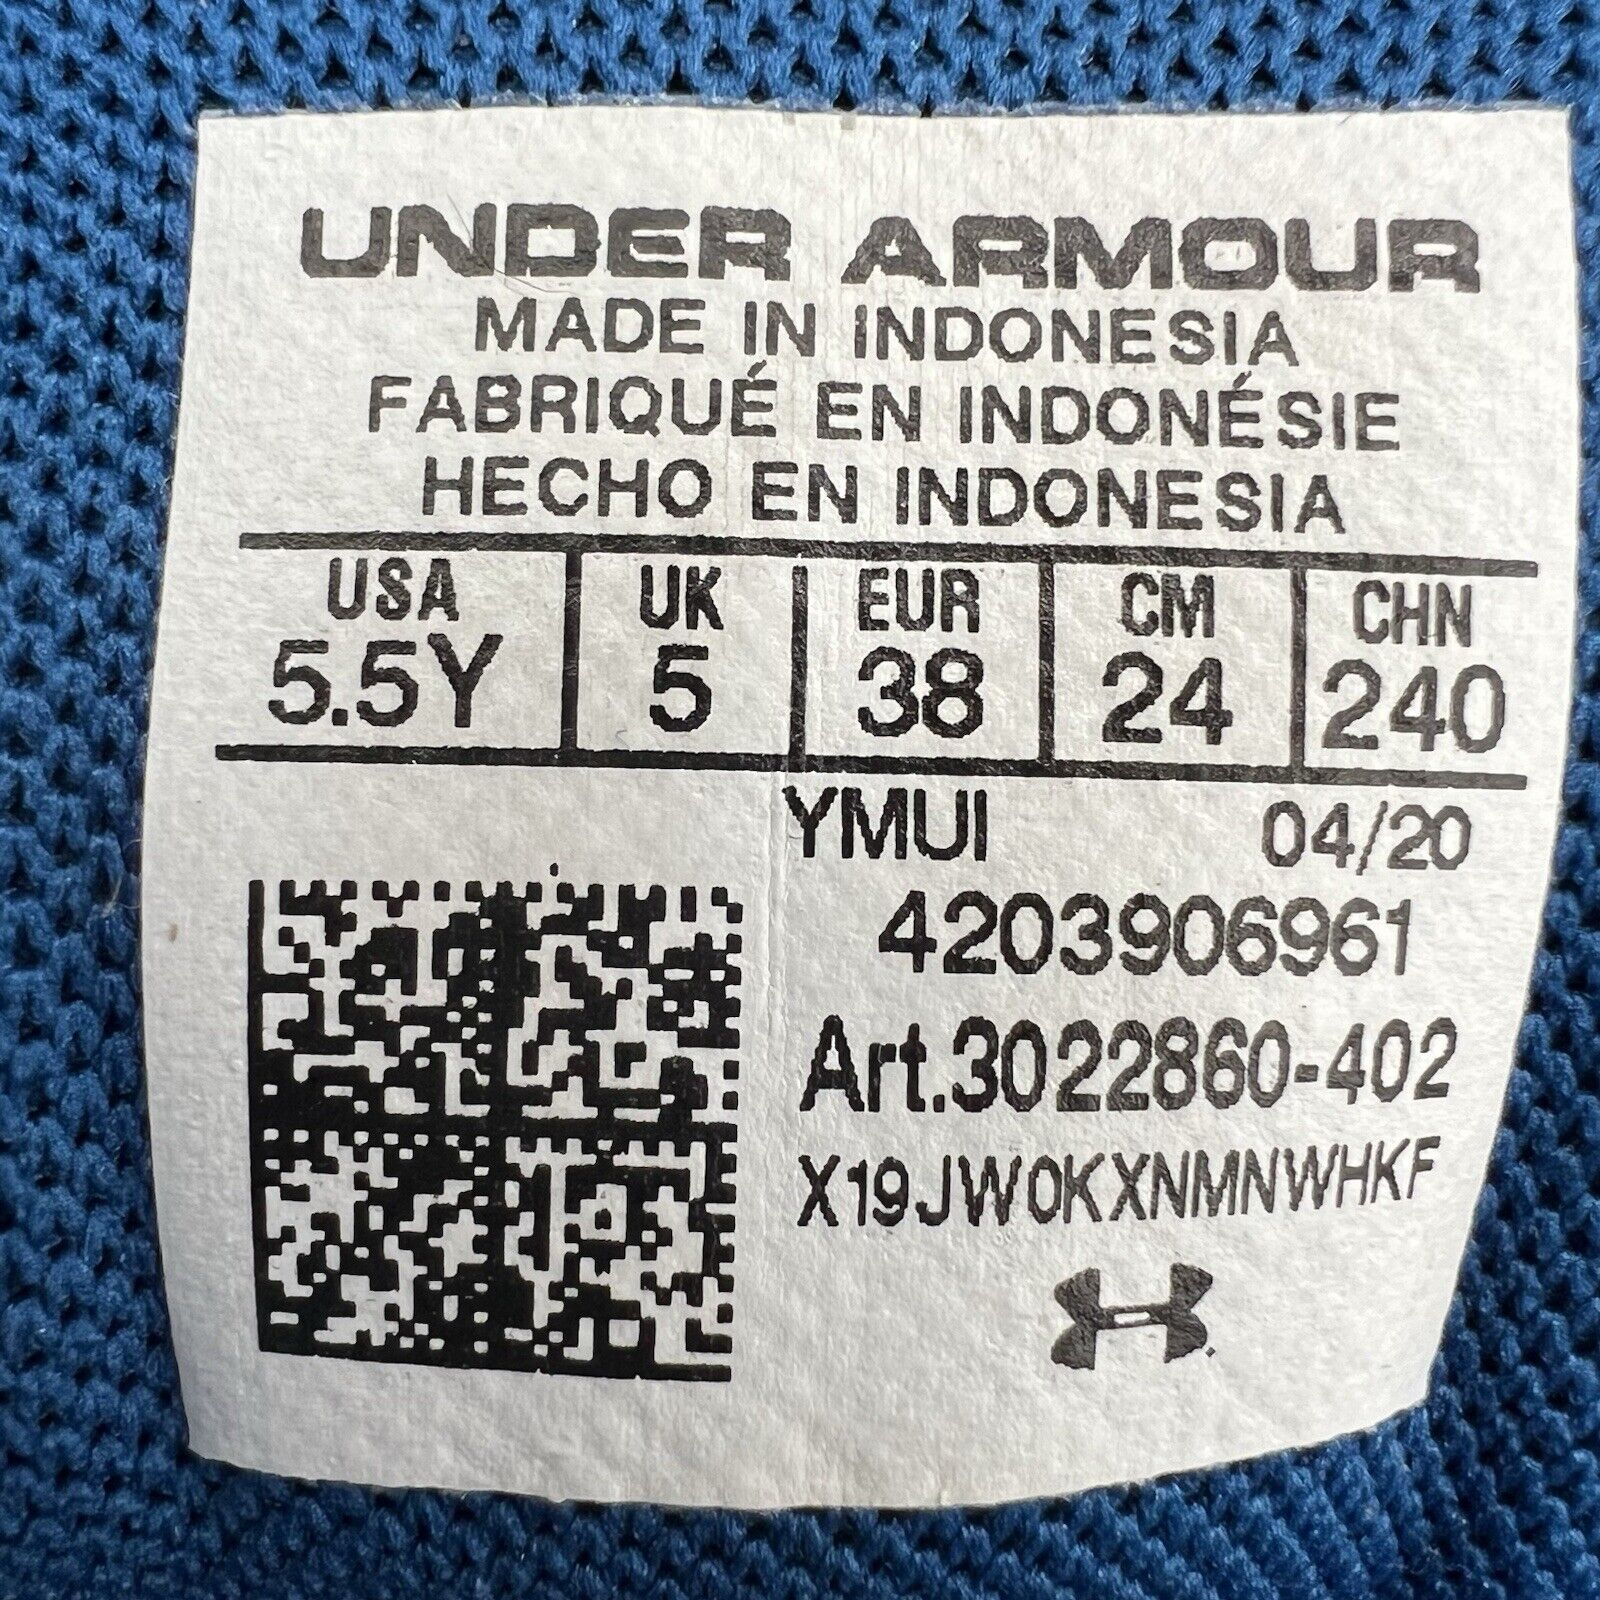 UNDER ARMOUR
MADE IN INDONESIA
FABRIQUÉ EN INDONÉSIE
HECHO EN INDONESIA
USA UK EUR CM CHN
5.5Y 5 38 24 240
YMUI 04/20
4203906961
Art.3022860-402
X19JW0KXNMNWHKF